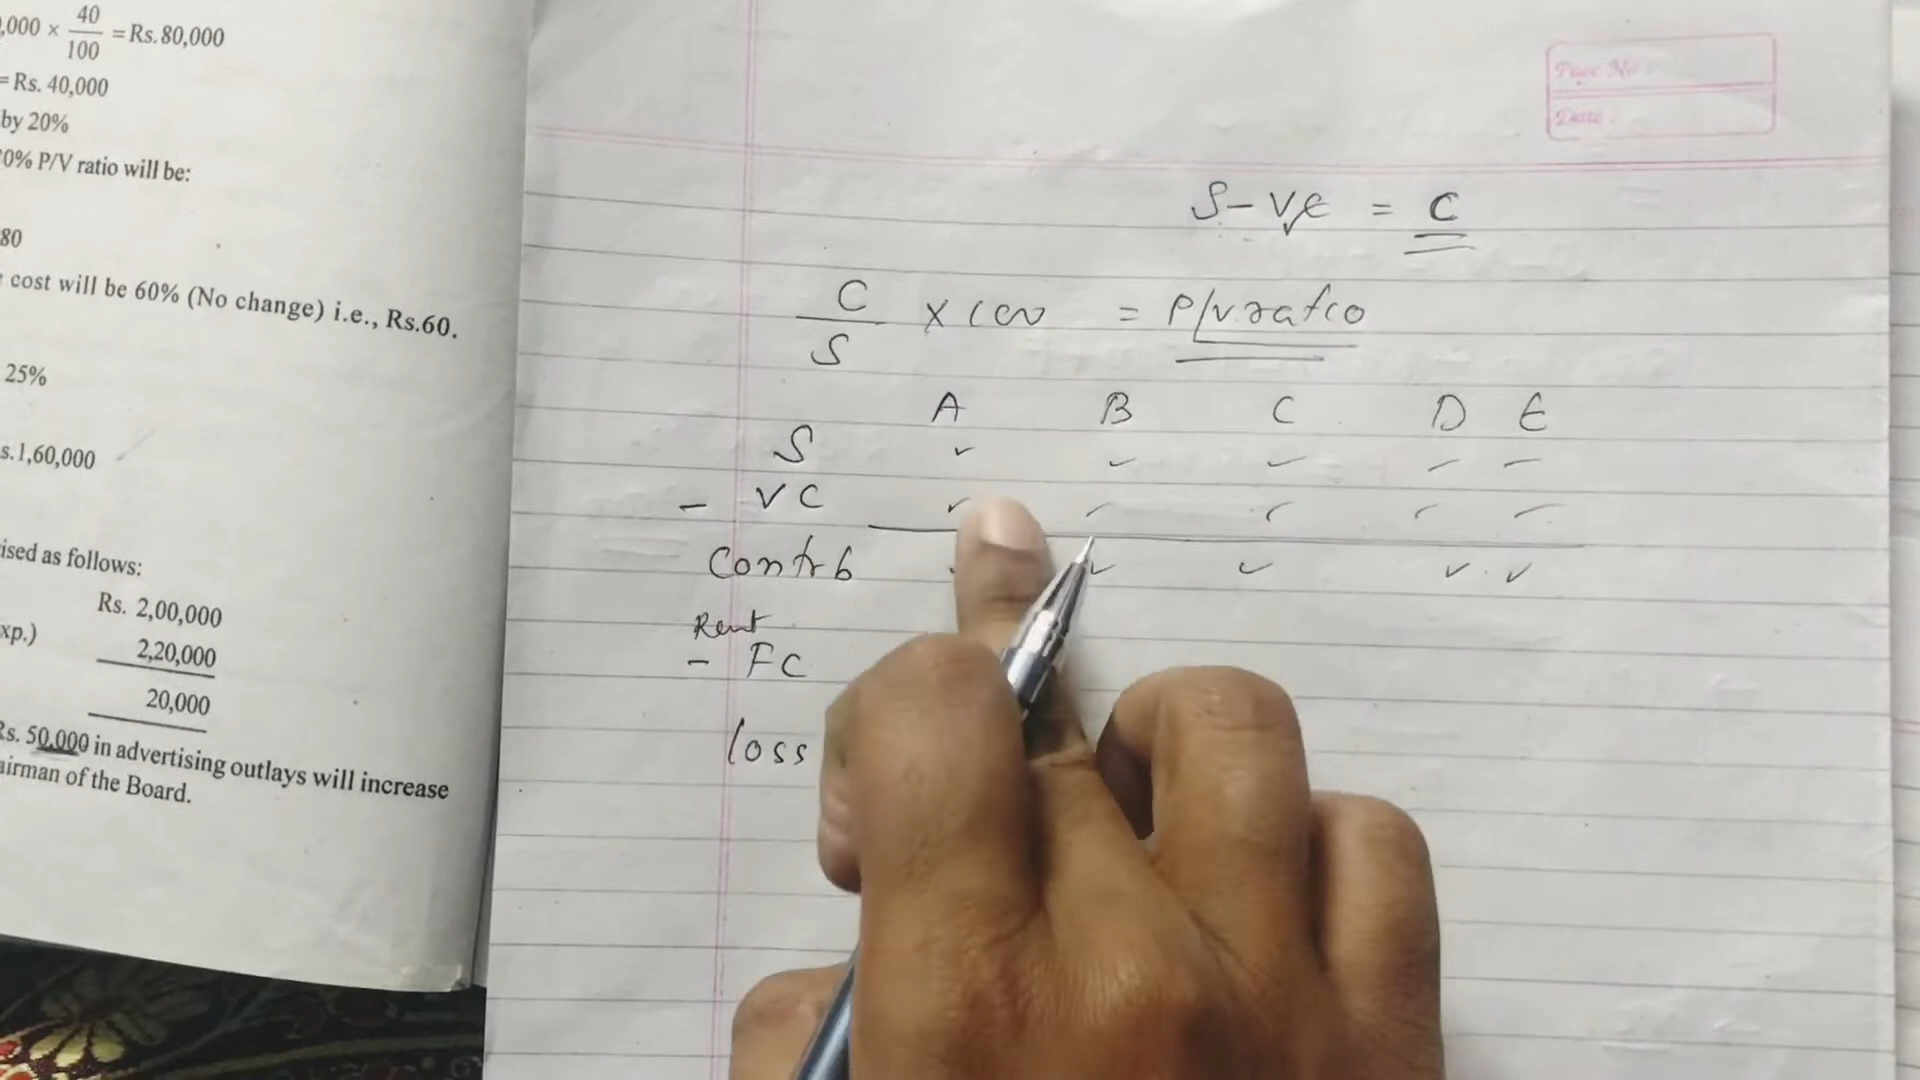 ,000 × 40/100 = Rs. 80,000
= Rs. 40,000
by 20%
0% P/V ratio will be:
80
cost will be 60% (No change) i.e., Rs.60.
25%
s. 1,60,000
ised as follows:
Rs. 2,00,000
xp.) 2,20,000
20,000
Rs. 50,000 in advertising outlays will increase
airman of the Board.
Page No :
Date :
S - VC = C
C/S × 100 = P/V ratio
A B C D E
S
- VC
Contrb
Rent
- FC
loss